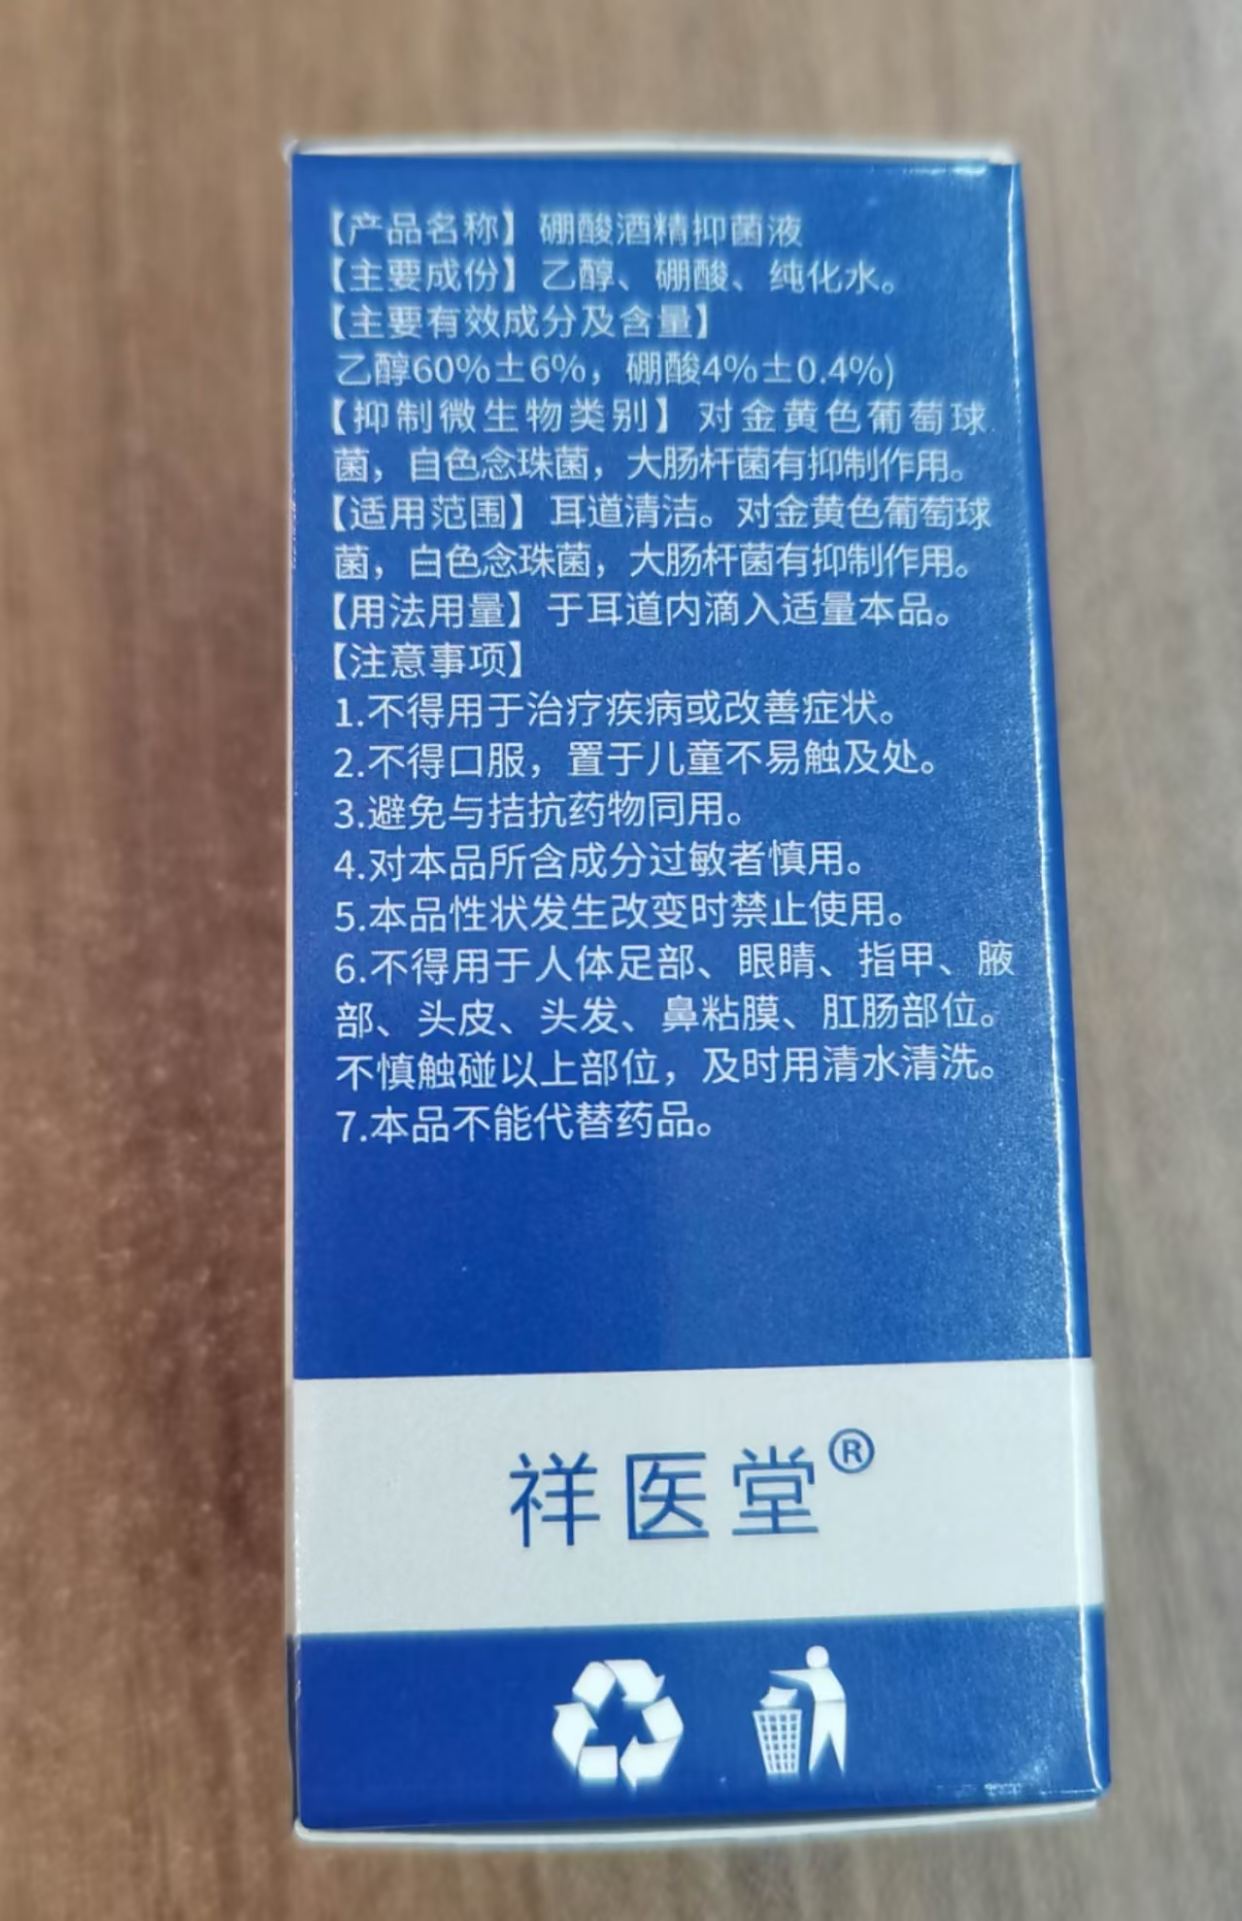 【产品名称】硼酸酒精抑菌液
【主要成份】乙醇、硼酸、纯化水。
【主要有效成分及含量】
乙醇60%±6%，硼酸4%±0.4%)
【抑制微生物类别】对金黄色葡萄球
菌，自色念珠菌，大肠杆菌有抑制作用。
【适用范围】耳道清洁。对金黄色葡萄球
菌，白色念珠菌，大肠杆菌有抑制作用。
【用法用量】于耳道内滴入适量本品。
【注意事项】
1.不得用于治疗疾病或改善症状。
2.不得口服，置于儿童不易触及处。
3.避免与拮抗药物同用。
4.对本品所含成分过敏者慎用。
5.本品性状发生改变时禁止使用。
6.不得用于人体足部、眼睛、指甲、腋
部、头皮、头发、鼻粘膜、肛肠部位。
不慎触碰以上部位，及时用清水清洗。
7.本品不能代替药品。
祥医堂®